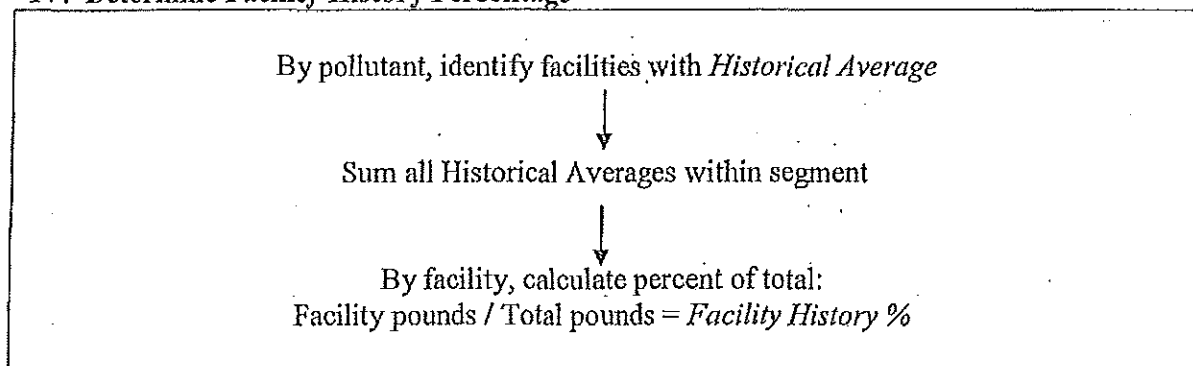 By pollutant, identify facilities with Historical Average
Sum all Historical Averages within segment
By facility, calculate percent of total:
Facility pounds / Total pounds = Facility History %